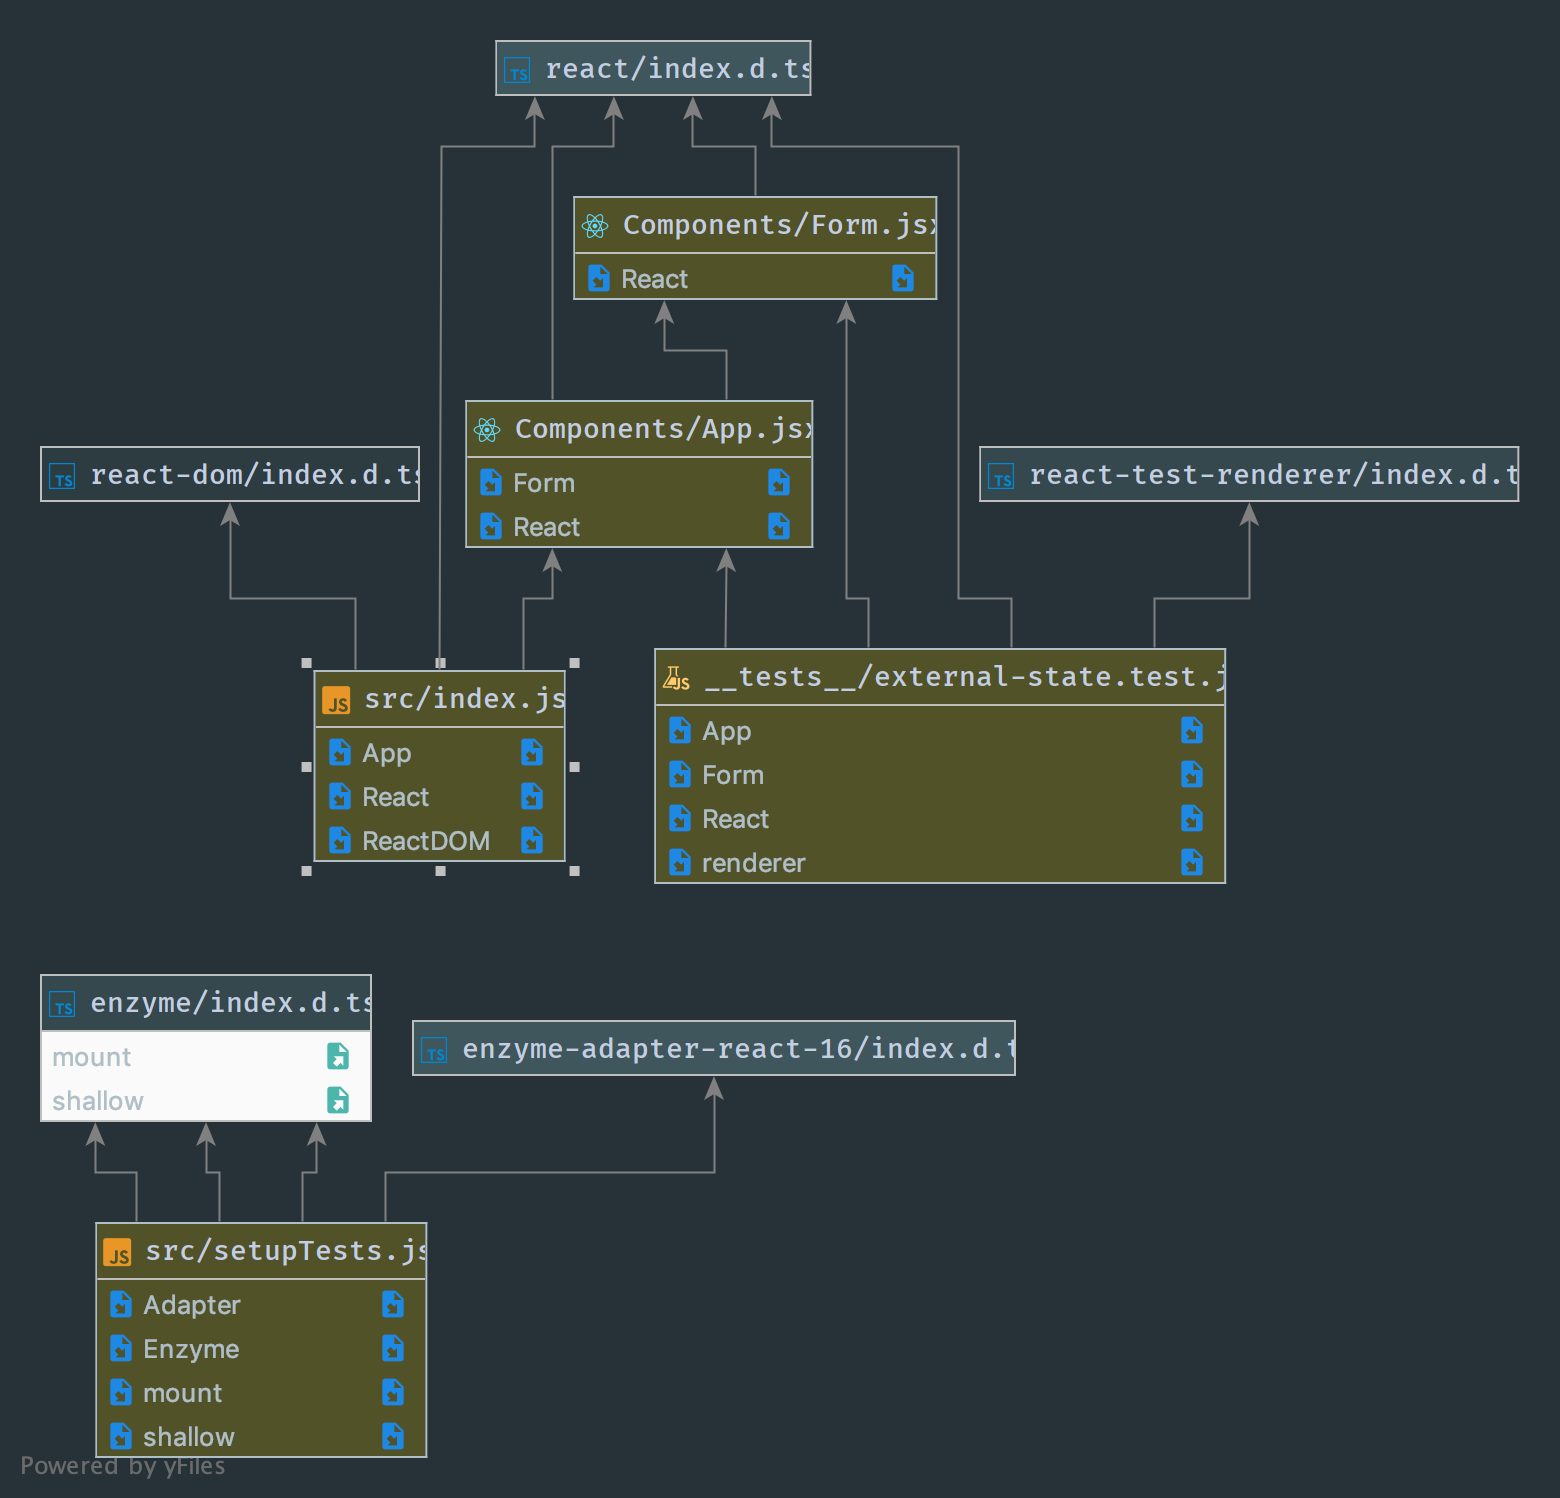 TS react/index.d.ts
Components/Form.jsx
React
Components/App.jsx
Form
React
TS react-dom/index.d.ts
TS react-test-renderer/index.d.t
JS src/index.js
App
React
ReactDOM
JS __tests__/external-state.test.j
App
Form
React
renderer
TS enzyme/index.d.ts
mount
shallow
TS enzyme-adapter-react-16/index.d.t
JS src/setupTests.js
Adapter
Enzyme
mount
shallow
Powered by yFiles